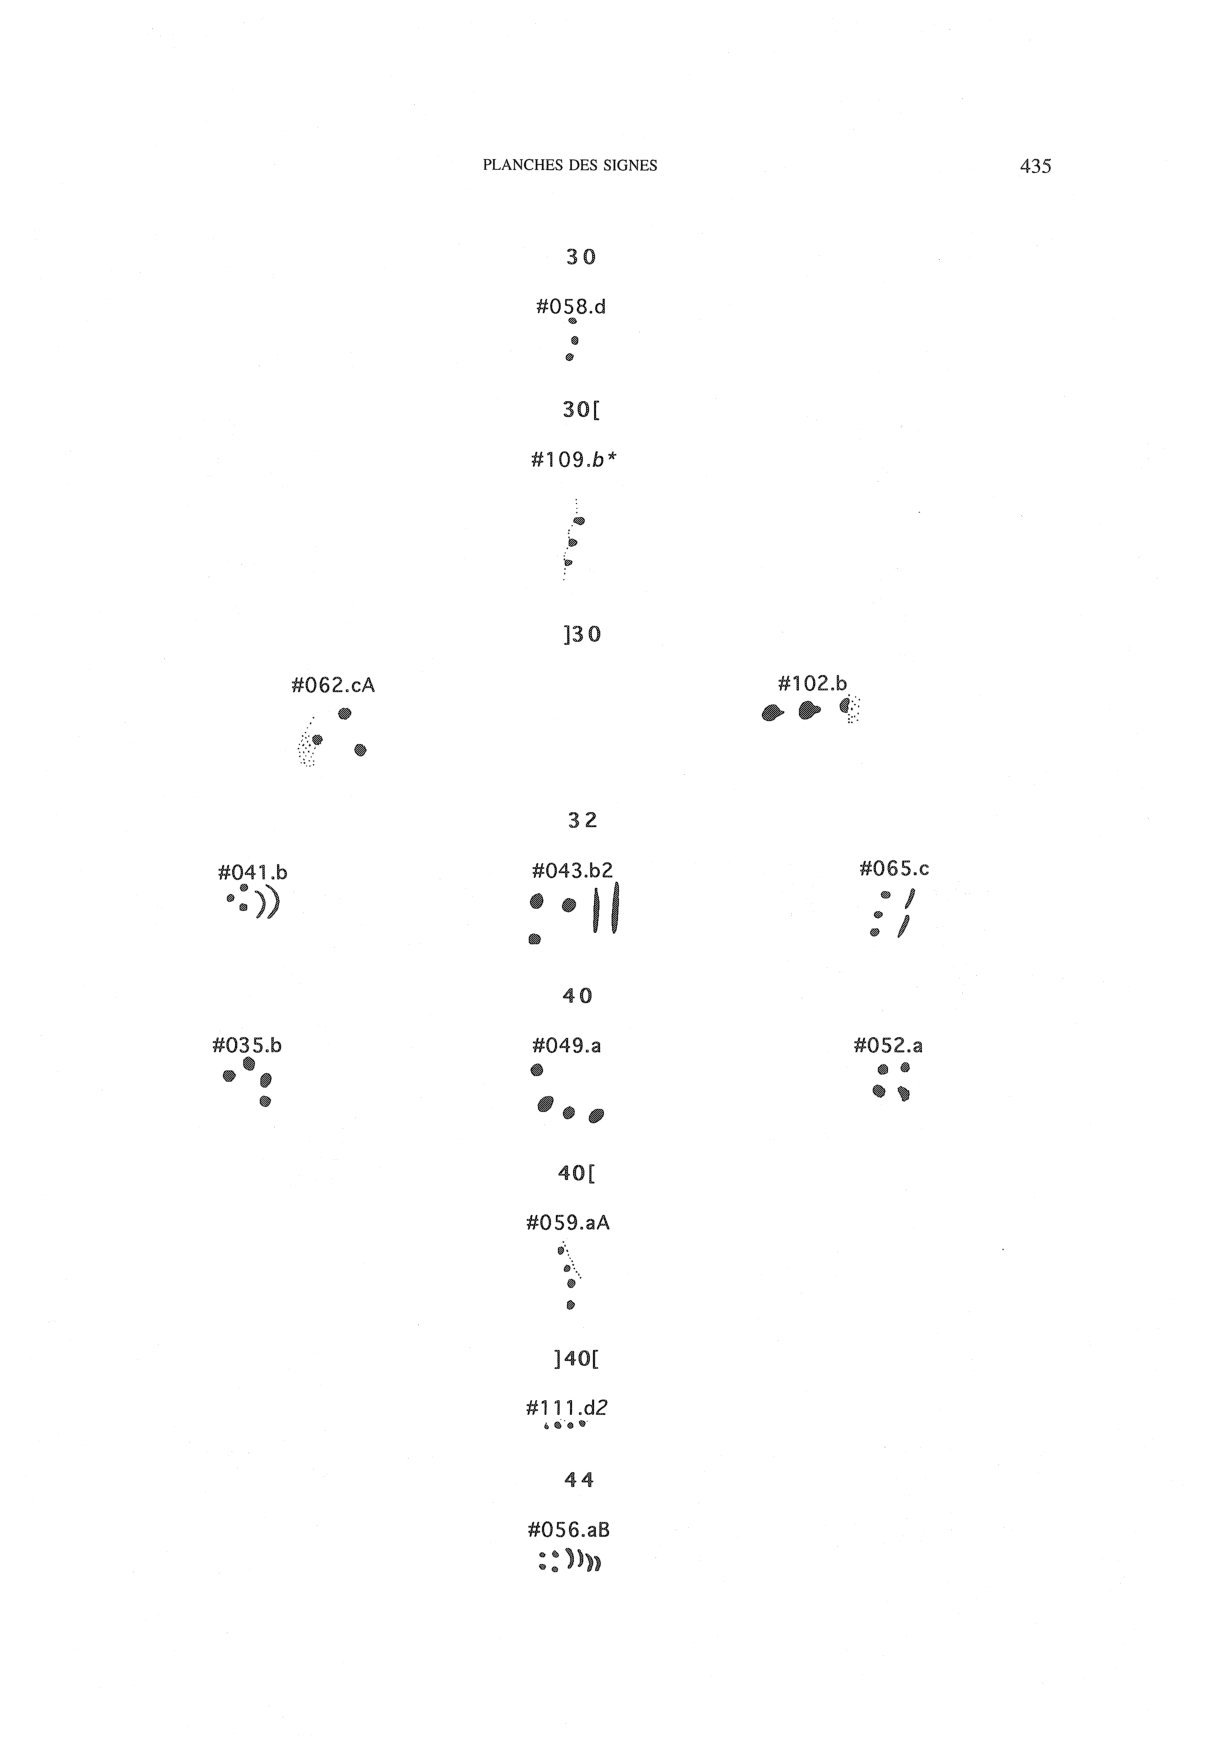 PLANCHES DES SIGNES 435
30
#058.d
30[
#109.b*
]30
#062.cA #102.b
32
#041.b #043.b2 #065.c
40
#035.b #049.a #052.a
40[
#059.aA
]40[
#111.d2
44
#056.aB